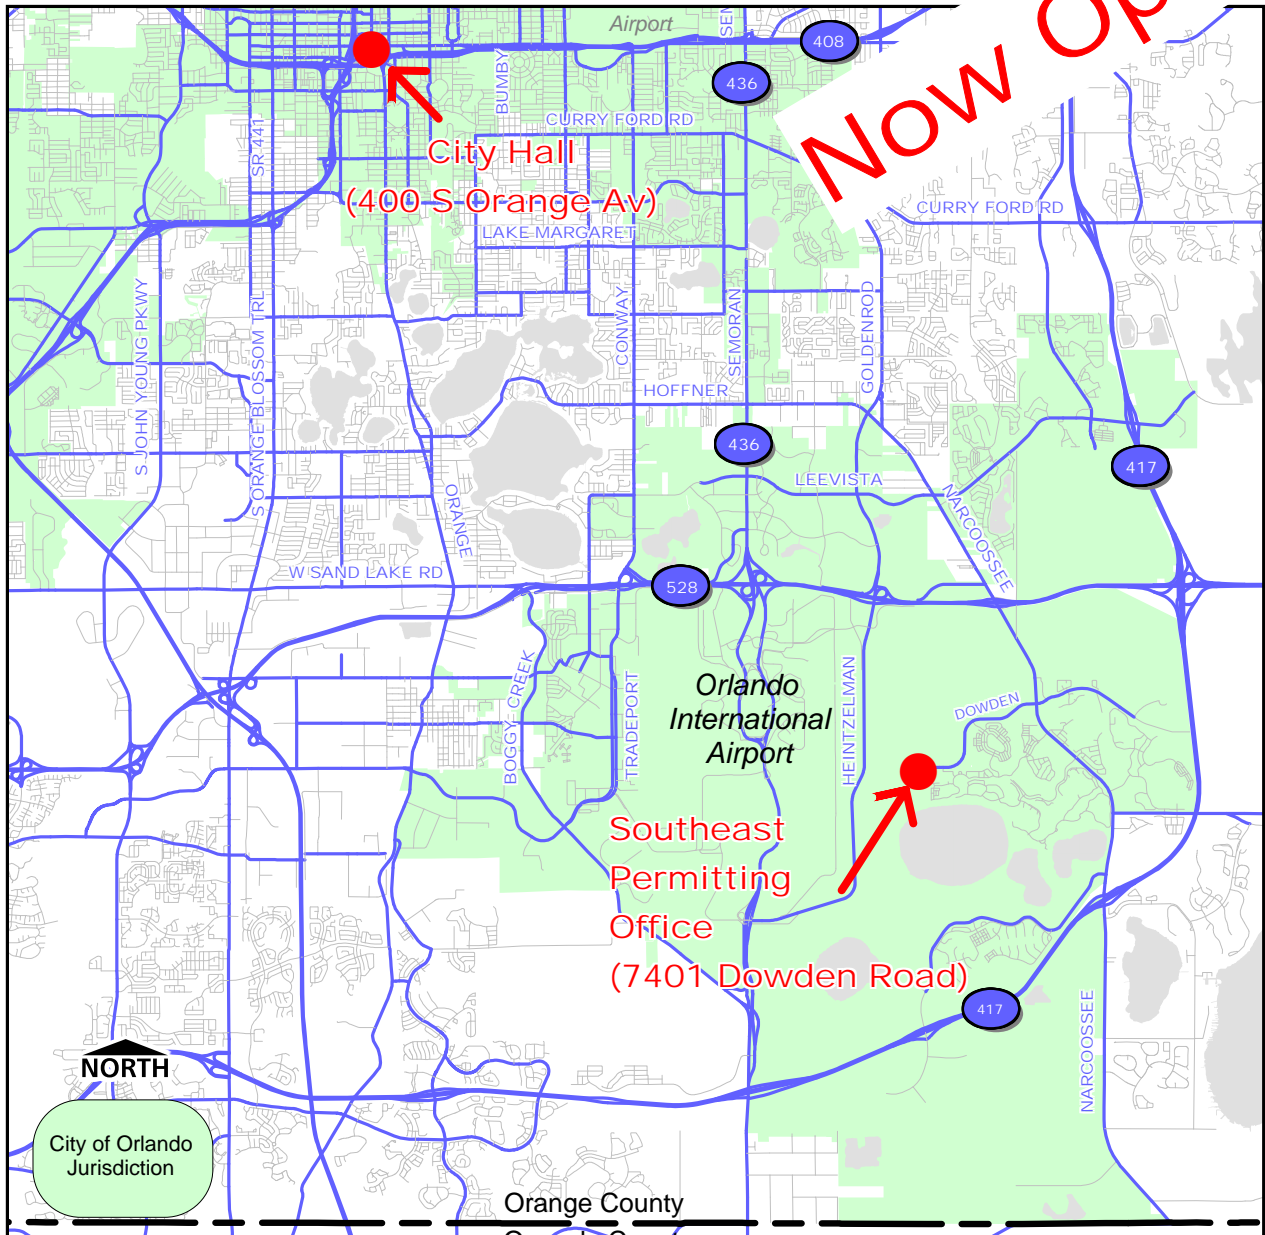 Airport
408
Now Op
436
BUMBY
CURRY FORD RD
SR 441
City Hall
(400 S Orange Av)
CURRY FORD RD
LAKE MARGARET
S JOHN YOUNG PKWY
S ORANGE BLOSSOM TRL
CONWAY
SEMORAN
GOLDENROD
HOFFNER
436
417
LEEVISTA
ORANGE
NARCOOSSEE
W SAND LAKE RD
528
BOGGY CREEK
TRADEPORT
Orlando
International
Airport
HEINTZELMAN
DOWDEN
Southeast
Permitting
Office
(7401 Dowden Road)
417
NARCOOSSEE
NORTH
City of Orlando
Jurisdiction
Orange County